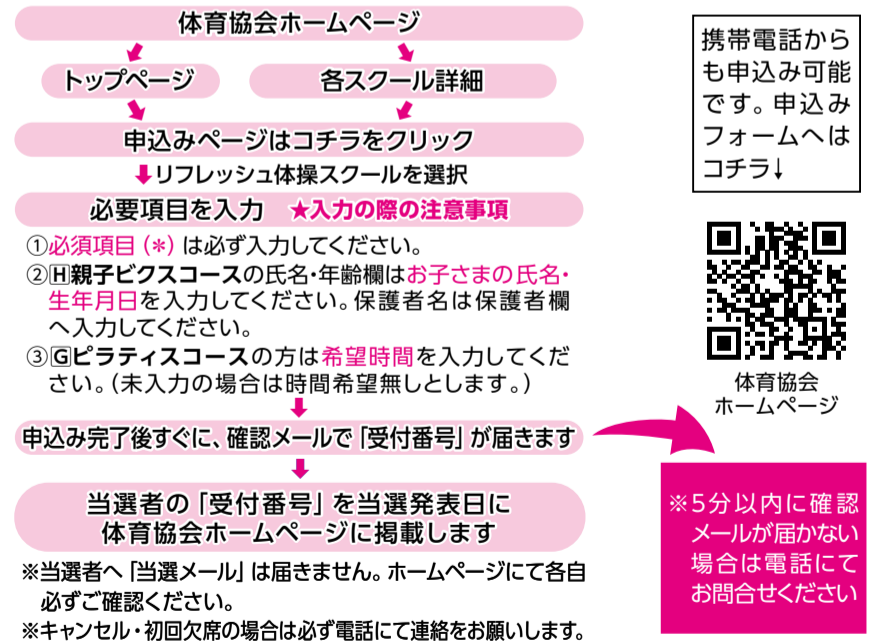 体育協会ホームページ
トップページ
各スクール詳細
申込みページはコチラをクリック
⬇リフレッシュ体操スクールを選択
必要項目を入力 ★入力の際の注意事項
①必須項目（*）は必ず入力してください。
②H親子ビクスコースの氏名・年齢欄はお子さまの氏名・
生年月日を入力してください。保護者名は保護者欄
へ入力してください。
③Gピラティスコースの方は希望時間を入力してくだ
さい。（未入力の場合は時間希望無しとします。）
申込み完了後すぐに、確認メールで「受付番号」が届きます
当選者の「受付番号」を当選発表日に
体育協会ホームページに掲載します
※当選者へ「当選メール」は届きません。ホームページにて各自
必ずご確認ください。
※キャンセル・初回欠席の場合は必ず電話にて連絡をお願いします。
携帯電話から
も申込み可能
です。申込み
フォームへは
コチラ↓
体育協会
ホームページ
※5分以内に確認
メールが届かない
場合は電話にて
お問合せください